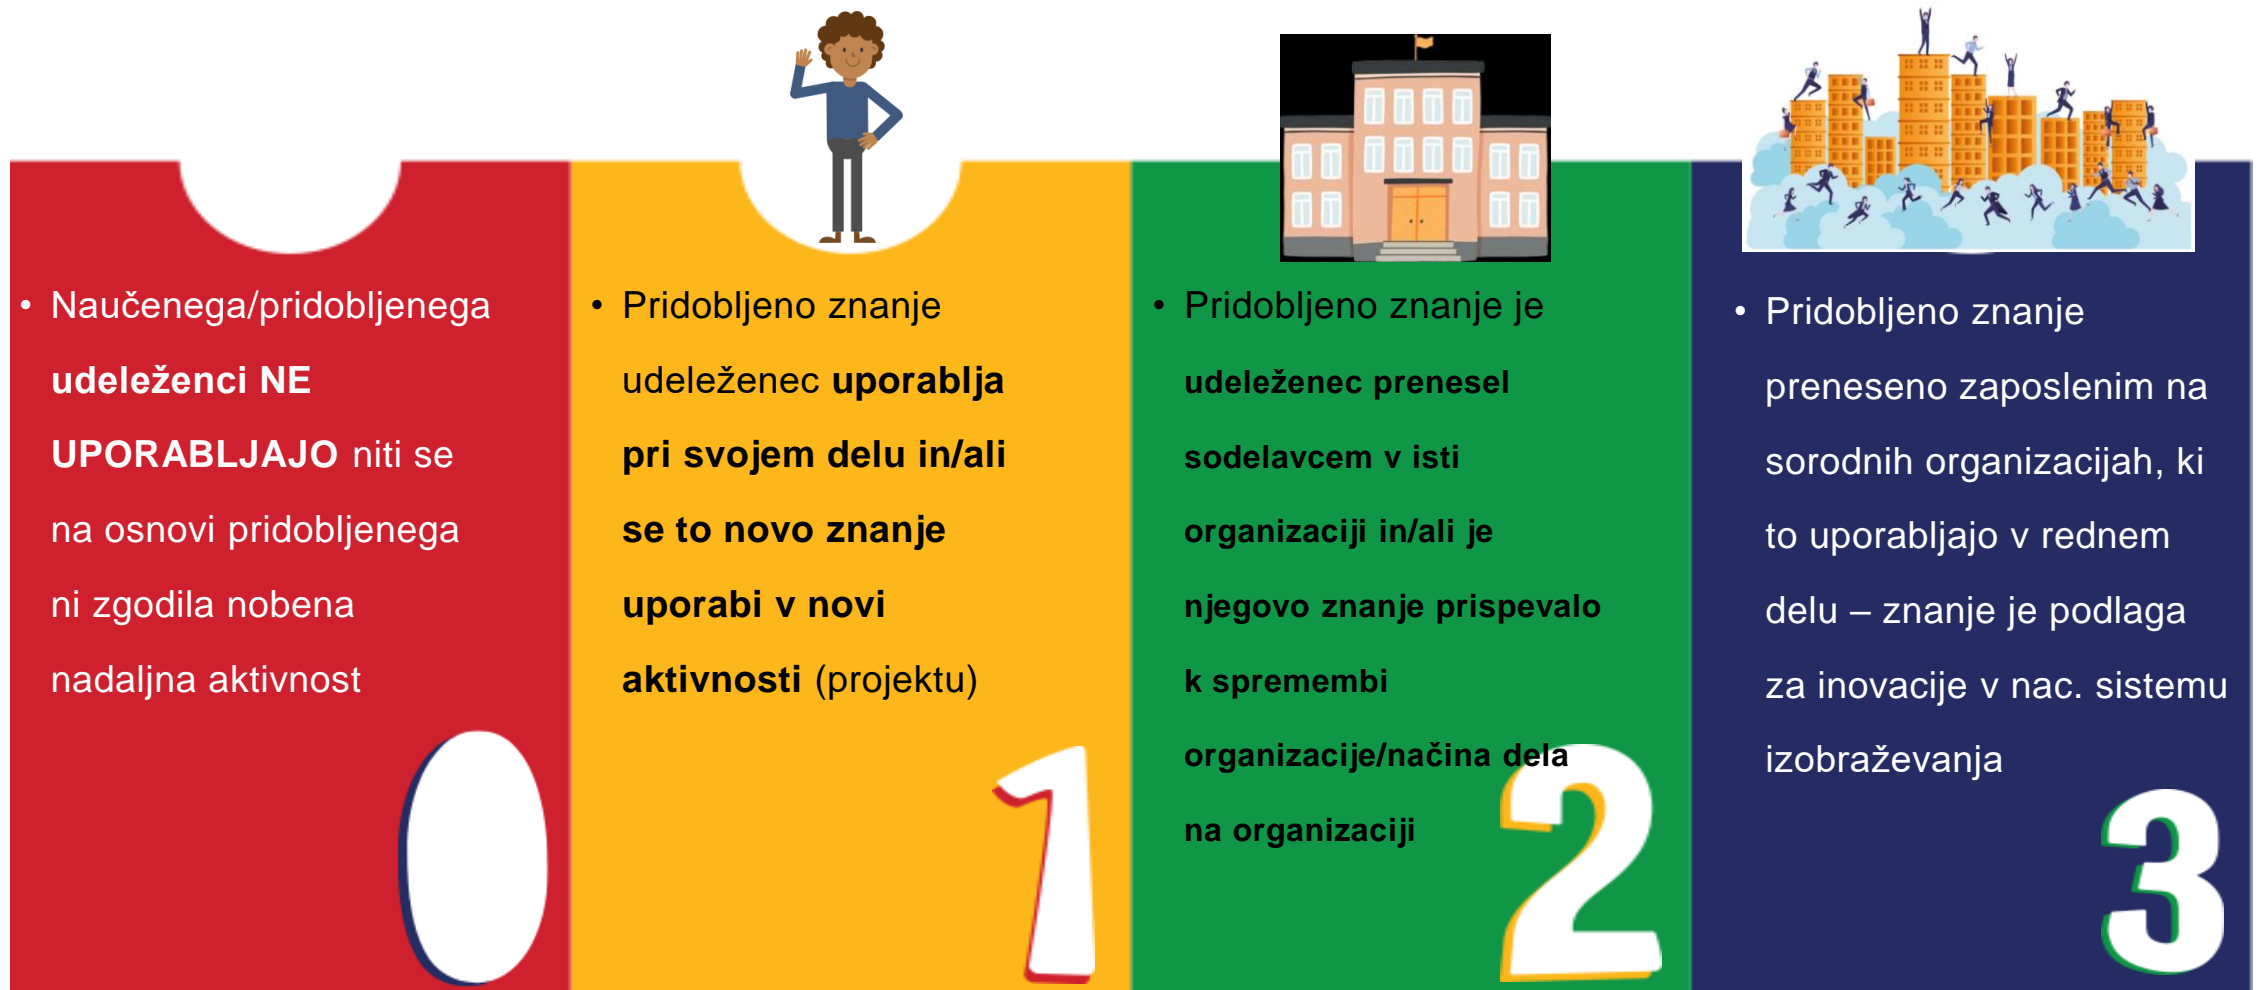 • Naučenega/pridobljenega
udeleženci NE
UPORABLJAJO niti se
na osnovi pridobljenega
ni zgodila nobena
nadaljna aktivnost
0
• Pridobljeno znanje
udeleženec uporablja
pri svojem delu in/ali
se to novo znanje
uporabi v novi
aktivnosti (projektu)
1
• Pridobljeno znanje je
udeleženec prenesel
sodelavcem v isti
organizaciji in/ali je
njegovo znanje prispevalo
k spremembi
organizacije/načina dela
na organizaciji
2
• Pridobljeno znanje
preneseno zaposlenim na
sorodnih organizacijah, ki
to uporabljajo v rednem
delu – znanje je podlaga
za inovacije v nac. sistemu
izobraževanja
3